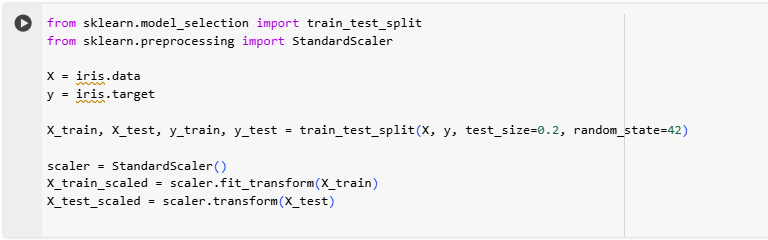 from sklearn.model_selection import train_test_split
from sklearn.preprocessing import StandardScaler
X = iris.data
y = iris.target
X_train, X_test, y_train, y_test = train_test_split(X, y, test_size=0.2, random_state=42)
scaler = StandardScaler()
X_train_scaled = scaler.fit_transform(X_train)
X_test_scaled = scaler.transform(X_test)